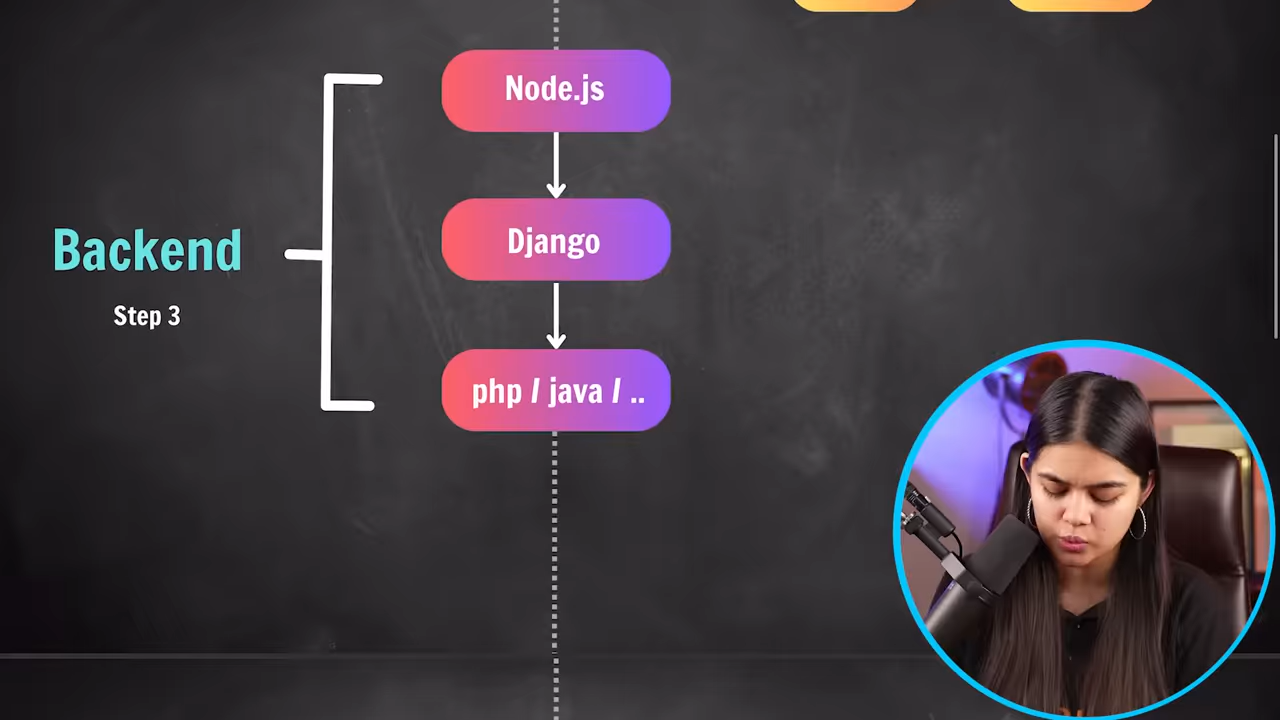 Node.js
Django
Backend
Step 3
php / java / ..